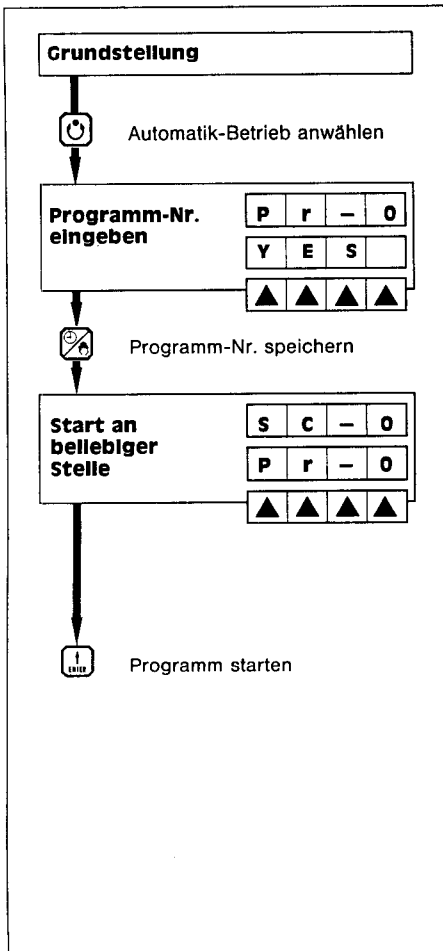 Grundstellung
Automatik-Betrieb anwählen
Programm-Nr.
eingeben
P r – 0
Y E S
Programm-Nr. speichern
Start an
beliebiger
Stelle
S C – 0
P r – 0
ENTER
Programm starten